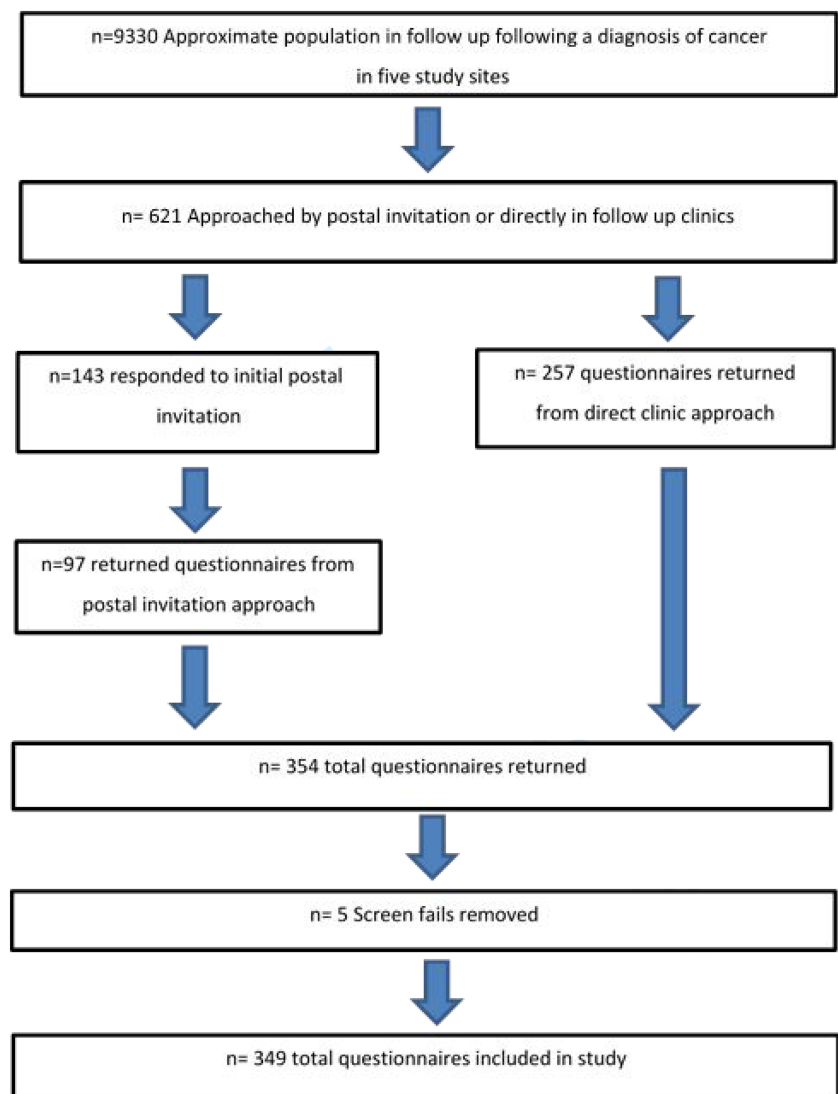 n=9330 Approximate population in follow up following a diagnosis of cancer
in five study sites
n= 621 Approached by postal invitation or directly in follow up clinics
n=143 responded to initial postal
invitation
n= 257 questionnaires returned
from direct clinic approach
n=97 returned questionnaires from
postal invitation approach
n= 354 total questionnaires returned
n= 5 Screen fails removed
n= 349 total questionnaires included in study